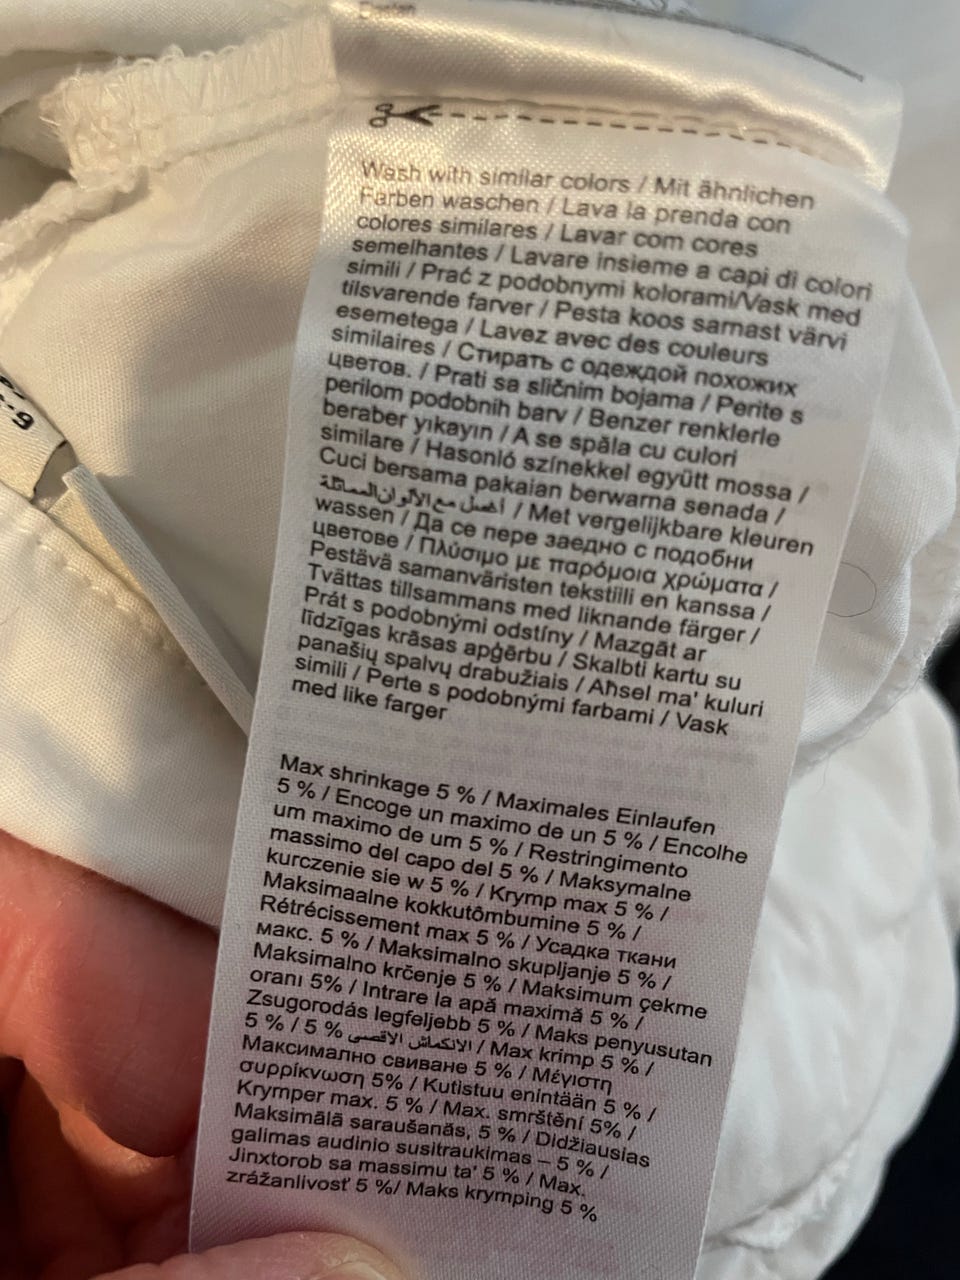 Wash with similar colors / Mit ähnlichen
Farben waschen / Lava la prenda con
colores similares / Lavar com cores
semelhantes / Lavare insieme a capi di colori
simili / Prać z podobnymi kolorami/Vask med
tilsvarende farver / Pesta koos samast värvi
esemetega / Lavez avec des couleurs
similaires / Стирать с одеждой похожих
цветов. / Prati sa sličnim bojama / Perite s
perilom podobnih barv / Benzer renklerle
beraber yıkayın / A se spăla cu culori
similare / Hasonló színekkel együtt mossa /
Cuci bersama pakaian berwarna senada /
أغسل مع الألوان المماثلة / Met vergelijkbare kleuren
wassen / Да се пере заедно с подобни
цветове / Πλύσιμο με παρόμοια χρώματα /
Pestävä samanväristen tekstiili en kanssa /
Tvättas tillsammans med liknande färger /
Prát s podobnými odstíny / Mazgāt ar
līdzīgas krāsas apģērbu / Skalbti kartu su
panašių spalvų drabužiais / Aħsel ma' kuluri
simili / Perte s podobnými farbami / Vask
med like farger
Max shrinkage 5 % / Maximales Einlaufen
5 % / Encoge un maximo de un 5 % / Encolhe
um maximo de um 5 % / Restringimento
massimo del capo del 5 % / Maksymalne
kurczenie sie w 5 % / Krymp max 5 % /
Maksimaalne kokkutõmbumine 5 % /
Rétrécissement max 5 % / Усадка ткани
макс. 5 % / Maksimalno skupljanje 5 % /
Maksimalno krčenje 5 % / Maksimum çekme
oranı 5% / Intrare la apă maximă 5 % /
Zsugorodás legfeljebb 5 % / Maks penyusutan
5 % / 5 % الانكماش الاقصى / Max krimp 5 % /
Максимално свиване 5 % / Μέγιστη
συρρίκνωση 5% / Kutistuu enintään 5 % /
Krymper max. 5 % / Max. smrštění 5% /
Maksimālā saraušanās, 5 % / Didžiausias
galimas audinio susitraukimas – 5 % /
Jinxtorob sa massimu ta' 5 % / Max.
zrážanlivosť 5 %/ Maks krymping 5 %